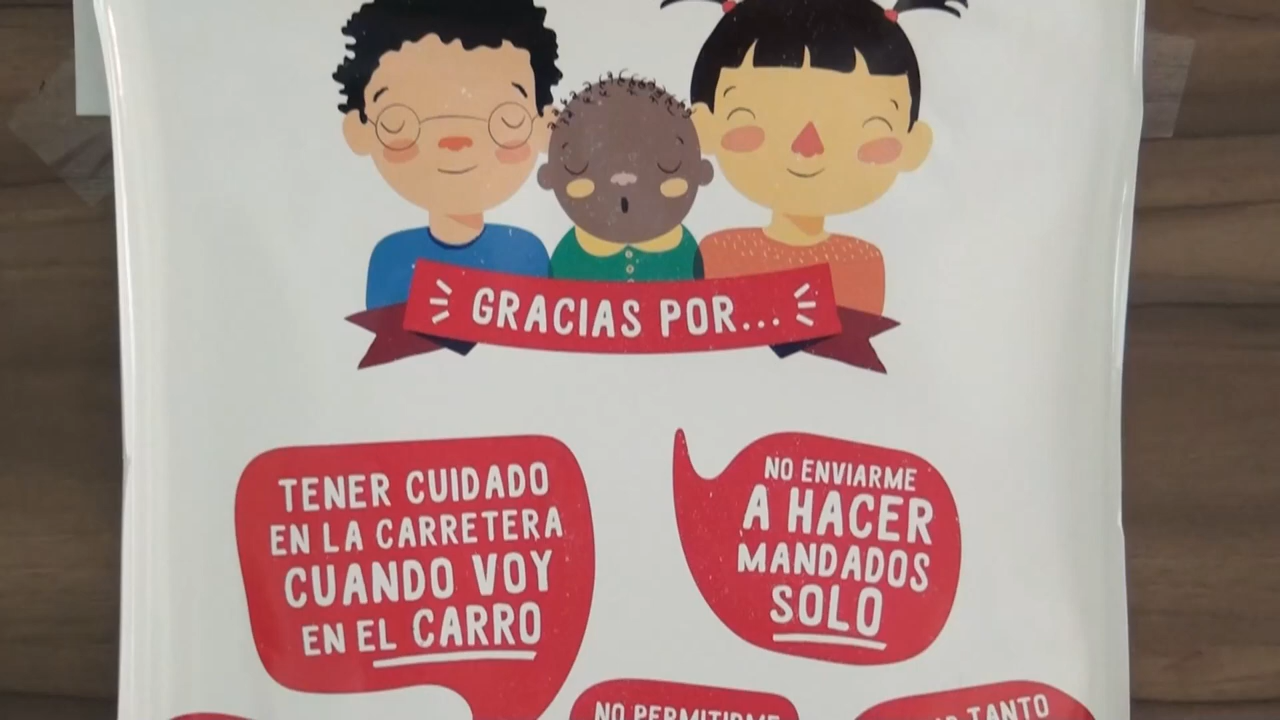 GRACIAS POR...
TENER CUIDADO
EN LA CARRETERA
CUANDO VOY
EN EL CARRO
NO ENVIARME
A HACER
MANDADOS
SOLO
NO PERMITIRME
TANTO